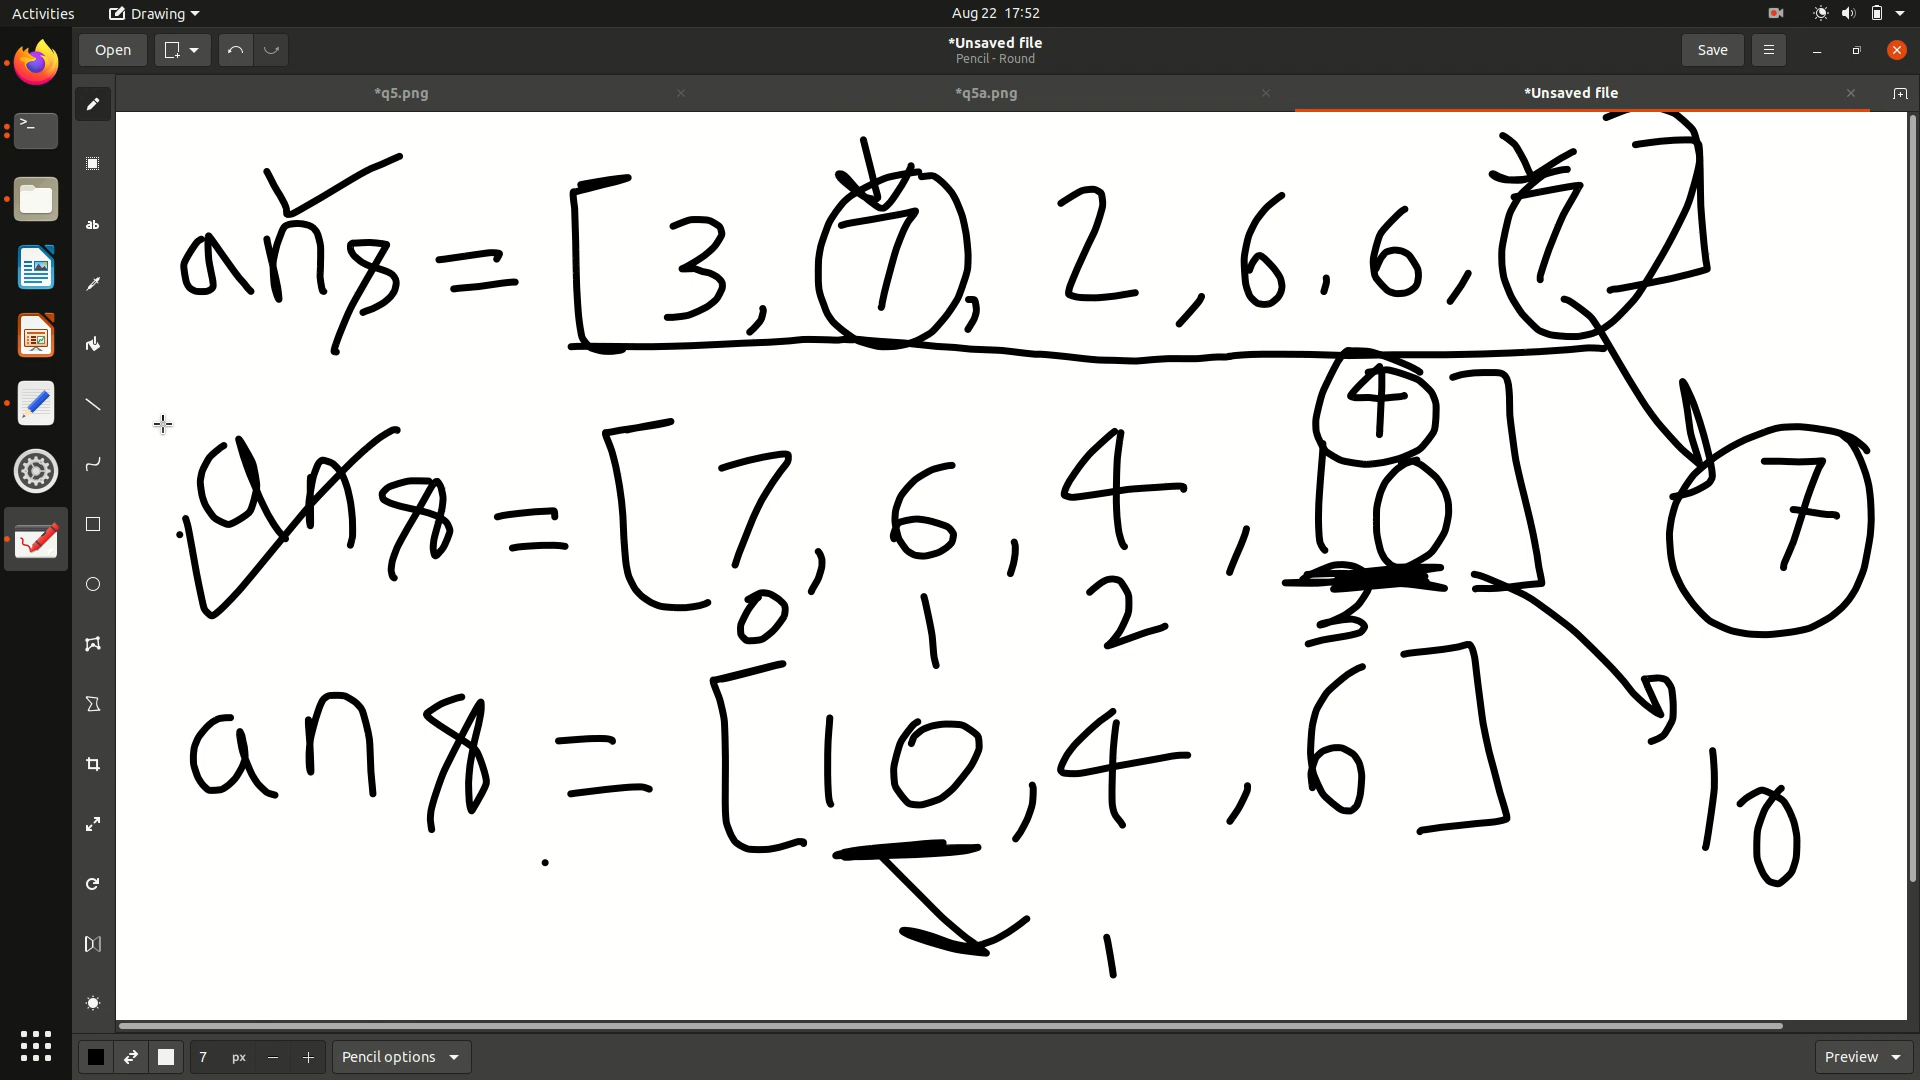 Activities Drawing Aug 22 17:52
Open *Unsaved file Save
Pencil - Round
*q5.png *q5a.png *Unsaved file
ans = [3, 7, 2, 6, 6, 7]
4
ans = [7, 6, 4, 10] 7
0 1 2 3
ans = [10, 4, 6]
10
1
7 px Pencil options Preview